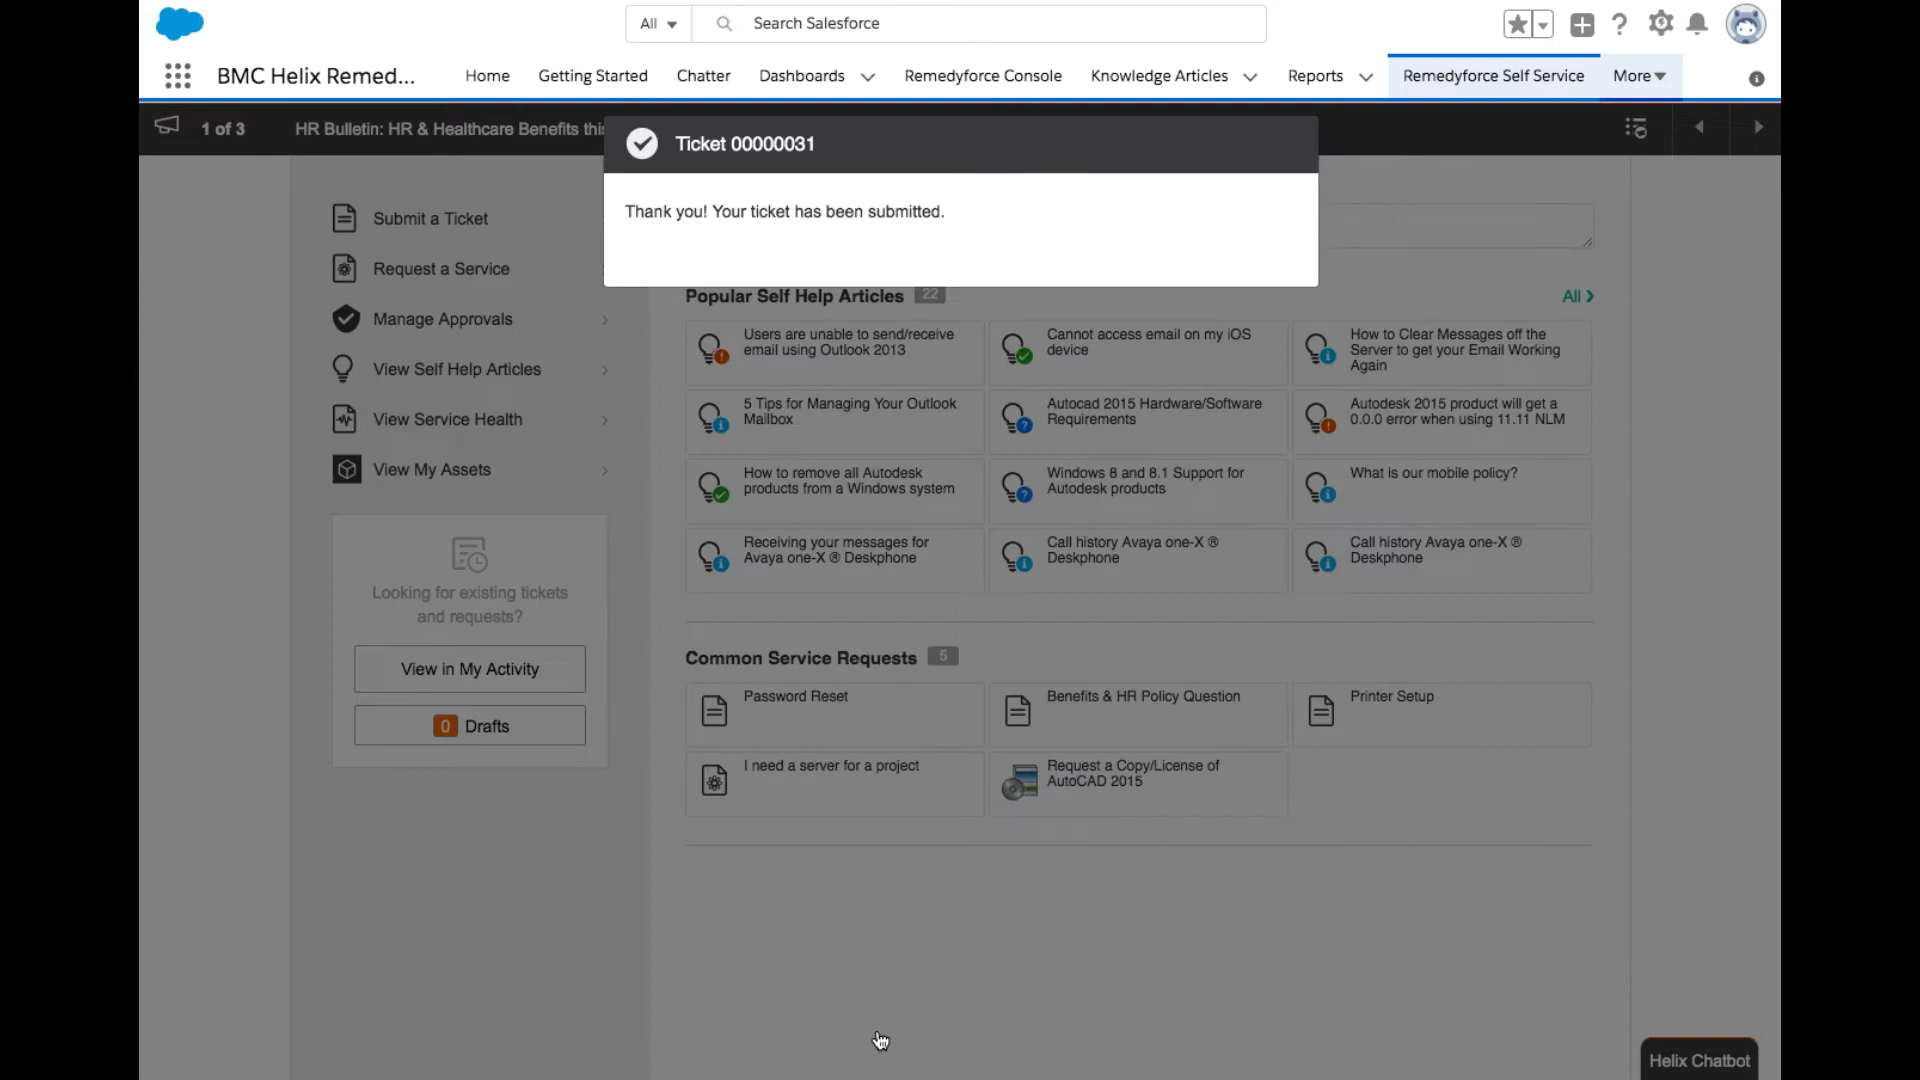 All
Search Salesforce
BMC Helix Remed...
Home
Getting Started
Chatter
Dashboards
Remedyforce Console
Knowledge Articles
Reports
Remedyforce Self Service
More
1 of 3
HR Bulletin: HR & Healthcare Benefits this
Ticket 00000031
Thank you! Your ticket has been submitted.
Submit a Ticket
Request a Service
Manage Approvals
View Self Help Articles
View Service Health
View My Assets
Looking for existing tickets
and requests?
View in My Activity
0 Drafts
Popular Self Help Articles 22
All
Users are unable to send/receive
email using Outlook 2013
Cannot access email on my iOS
device
How to Clear Messages off the
Server to get your Email Working
Again
5 Tips for Managing Your Outlook
Mailbox
Autocad 2015 Hardware/Software
Requirements
Autodesk 2015 product will get a
0.0.0 error when using 11.11 NLM
How to remove all Autodesk
products from a Windows system
Windows 8 and 8.1 Support for
Autodesk products
What is our mobile policy?
Receiving your messages for
Avaya one-X ® Deskphone
Call history Avaya one-X ®
Deskphone
Call history Avaya one-X ®
Deskphone
Common Service Requests 5
Password Reset
Benefits & HR Policy Question
Printer Setup
I need a server for a project
Request a Copy/License of
AutoCAD 2015
Helix Chatbot